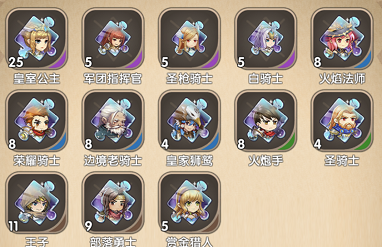 25 5 5 5 8
皇室公主 军团指挥官 圣枪骑士 白骑士 火焰法师
8 8 4 8 4
荣耀骑士 边境老骑士 皇家狮鹫 火炮手 圣骑士
11 9 5
王子 部落勇士 赏金猎人